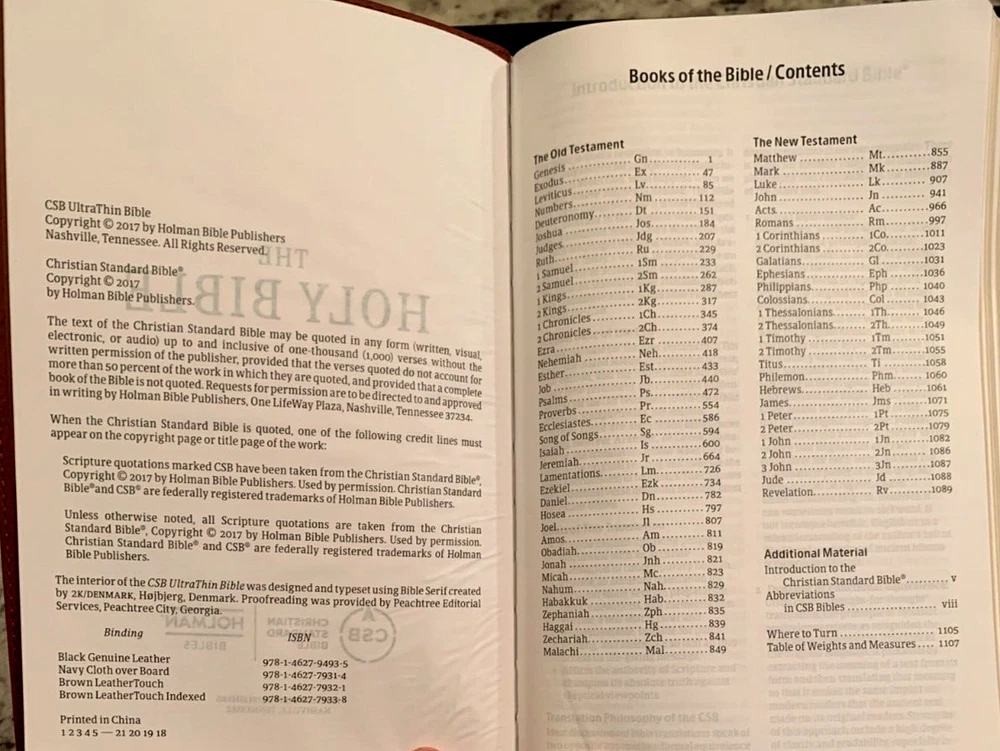 CSB UltraThin Bible
Copyright © 2017 by Holman Bible Publishers
Nashville, Tennessee. All Rights Reserved.
Christian Standard Bible®
Copyright © 2017
by Holman Bible Publishers.
The text of the Christian Standard Bible may be quoted in any form (written, visual,
electronic, or audio) up to and inclusive of one-thousand (1,000) verses without the
written permission of the publisher, provided that the verses quoted do not account for
more than 50 percent of the work in which they are quoted, and provided that a complete
book of the Bible is not quoted. Requests for permission are to be directed to and approved
in writing by Holman Bible Publishers, One LifeWay Plaza, Nashville, Tennessee 37234.
When the Christian Standard Bible is quoted, one of the following credit lines must
appear on the copyright page or title page of the work:
Scripture quotations marked CSB have been taken from the Christian Standard Bible®,
Copyright © 2017 by Holman Bible Publishers. Used by permission. Christian Standard
Bible® and CSB® are federally registered trademarks of Holman Bible Publishers.
Unless otherwise noted, all Scripture quotations are taken from the Christian
Standard Bible®, Copyright © 2017 by Holman Bible Publishers. Used by permission.
Christian Standard Bible® and CSB® are federally registered trademarks of Holman
Bible Publishers.
The interior of the CSB UltraThin Bible was designed and typeset using Bible Serif created
by 2K/DENMARK, Højbjerg, Denmark. Proofreading was provided by Peachtree Editorial
Services, Peachtree City, Georgia.
Binding ISBN
Black Genuine Leather 978-1-4627-9493-5
Navy Cloth over Board 978-1-4627-7931-4
Brown LeatherTouch 978-1-4627-7932-1
Brown LeatherTouch Indexed 978-1-4627-7933-8
Printed in China
1 2 3 4 5 — 21 20 19 18
Books of the Bible / Contents
The Old Testament
Genesis Gn 1
Exodus Ex 47
Leviticus Lv 85
Numbers Nm 112
Deuteronomy Dt 151
Joshua Jos 184
Judges Jdg 207
Ruth Ru 229
1 Samuel 1Sm 233
2 Samuel 2Sm 262
1 Kings 1Kg 287
2 Kings 2Kg 317
1 Chronicles 1Ch 345
2 Chronicles 2Ch 374
Ezra Ezr 407
Nehemiah Neh 418
Esther Est 433
Job Jb 440
Psalms Ps 472
Proverbs Pr 554
Ecclesiastes Ec 586
Song of Songs Sg 594
Isaiah Is 600
Jeremiah Jr 664
Lamentations Lm 726
Ezekiel Ezk 734
Daniel Dn 782
Hosea Hs 797
Joel Jl 807
Amos Am 811
Obadiah Ob 819
Jonah Jnh 821
Micah Mc 823
Nahum Nah 829
Habakkuk Hab 832
Zephaniah Zph 835
Haggai Hg 839
Zechariah Zch 841
Malachi Mal 849
The New Testament
Matthew Mt 855
Mark Mk 887
Luke Lk 907
John Jn 941
Acts Ac 966
Romans Rm 997
1 Corinthians 1Co 1011
2 Corinthians 2Co 1023
Galatians Gl 1031
Ephesians Eph 1036
Philippians Php 1040
Colossians Col 1043
1 Thessalonians 1Th 1046
2 Thessalonians 2Th 1049
1 Timothy 1Tm 1051
2 Timothy 2Tm 1055
Titus Ti 1058
Philemon Phm 1060
Hebrews Heb 1061
James Jms 1071
1 Peter 1Pt 1075
2 Peter 2Pt 1079
1 John 1Jn 1082
2 John 2Jn 1086
3 John 3Jn 1087
Jude Jd 1088
Revelation Rv 1089
Additional Material
Introduction to the
Christian Standard Bible® v
Abbreviations
in CSB Bibles viii
Where to Turn 1105
Table of Weights and Measures 1107